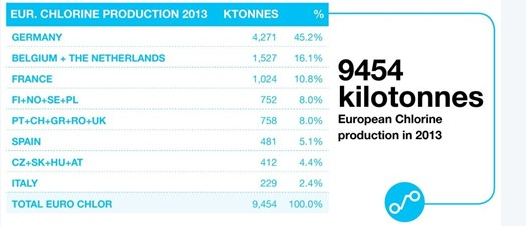 EUR. CHLORINE PRODUCTION 2013 KTONNES %
GERMANY 4,271 45.2%
BELGIUM + THE NETHERLANDS 1,527 16.1%
FRANCE 1,024 10.8%
FI+NO+SE+PL 752 8.0%
PT+CH+GR+RO+UK 758 8.0%
SPAIN 481 5.1%
CZ+SK+HU+AT 412 4.4%
ITALY 229 2.4%
TOTAL EURO CHLOR 9,454 100.0%
9454
kilotonnes
European Chlorine
production in 2013